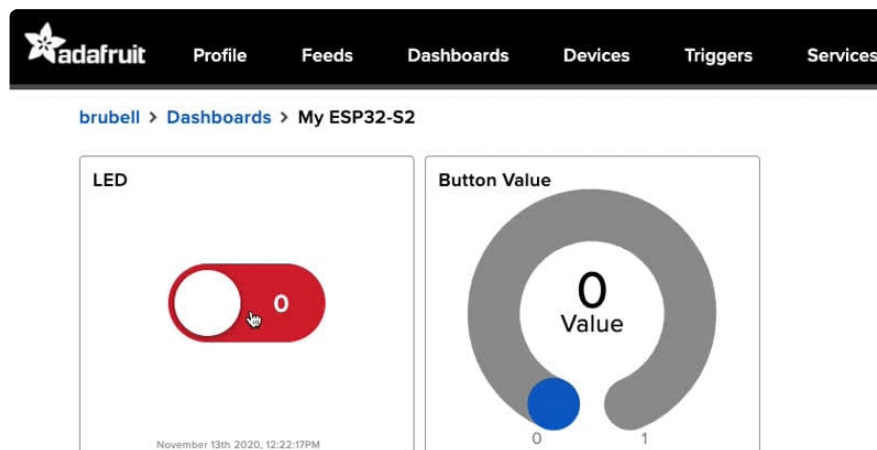 adafruit Profile Feeds Dashboards Devices Triggers Services
brubell > Dashboards > My ESP32-S2
LED
0
November 13th 2020, 12:22:17PM
Button Value
0
Value
0 1